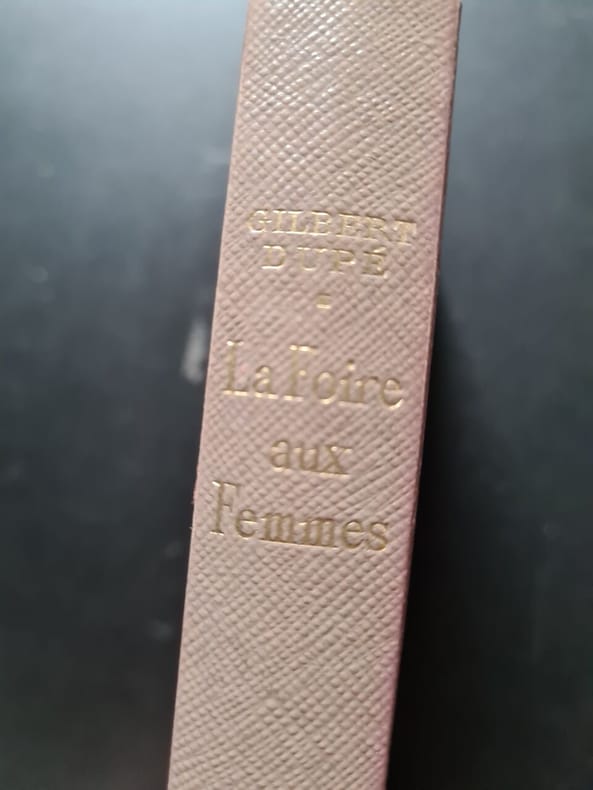 GILBERT
DUPÉ
La Foire
aux
Femmes